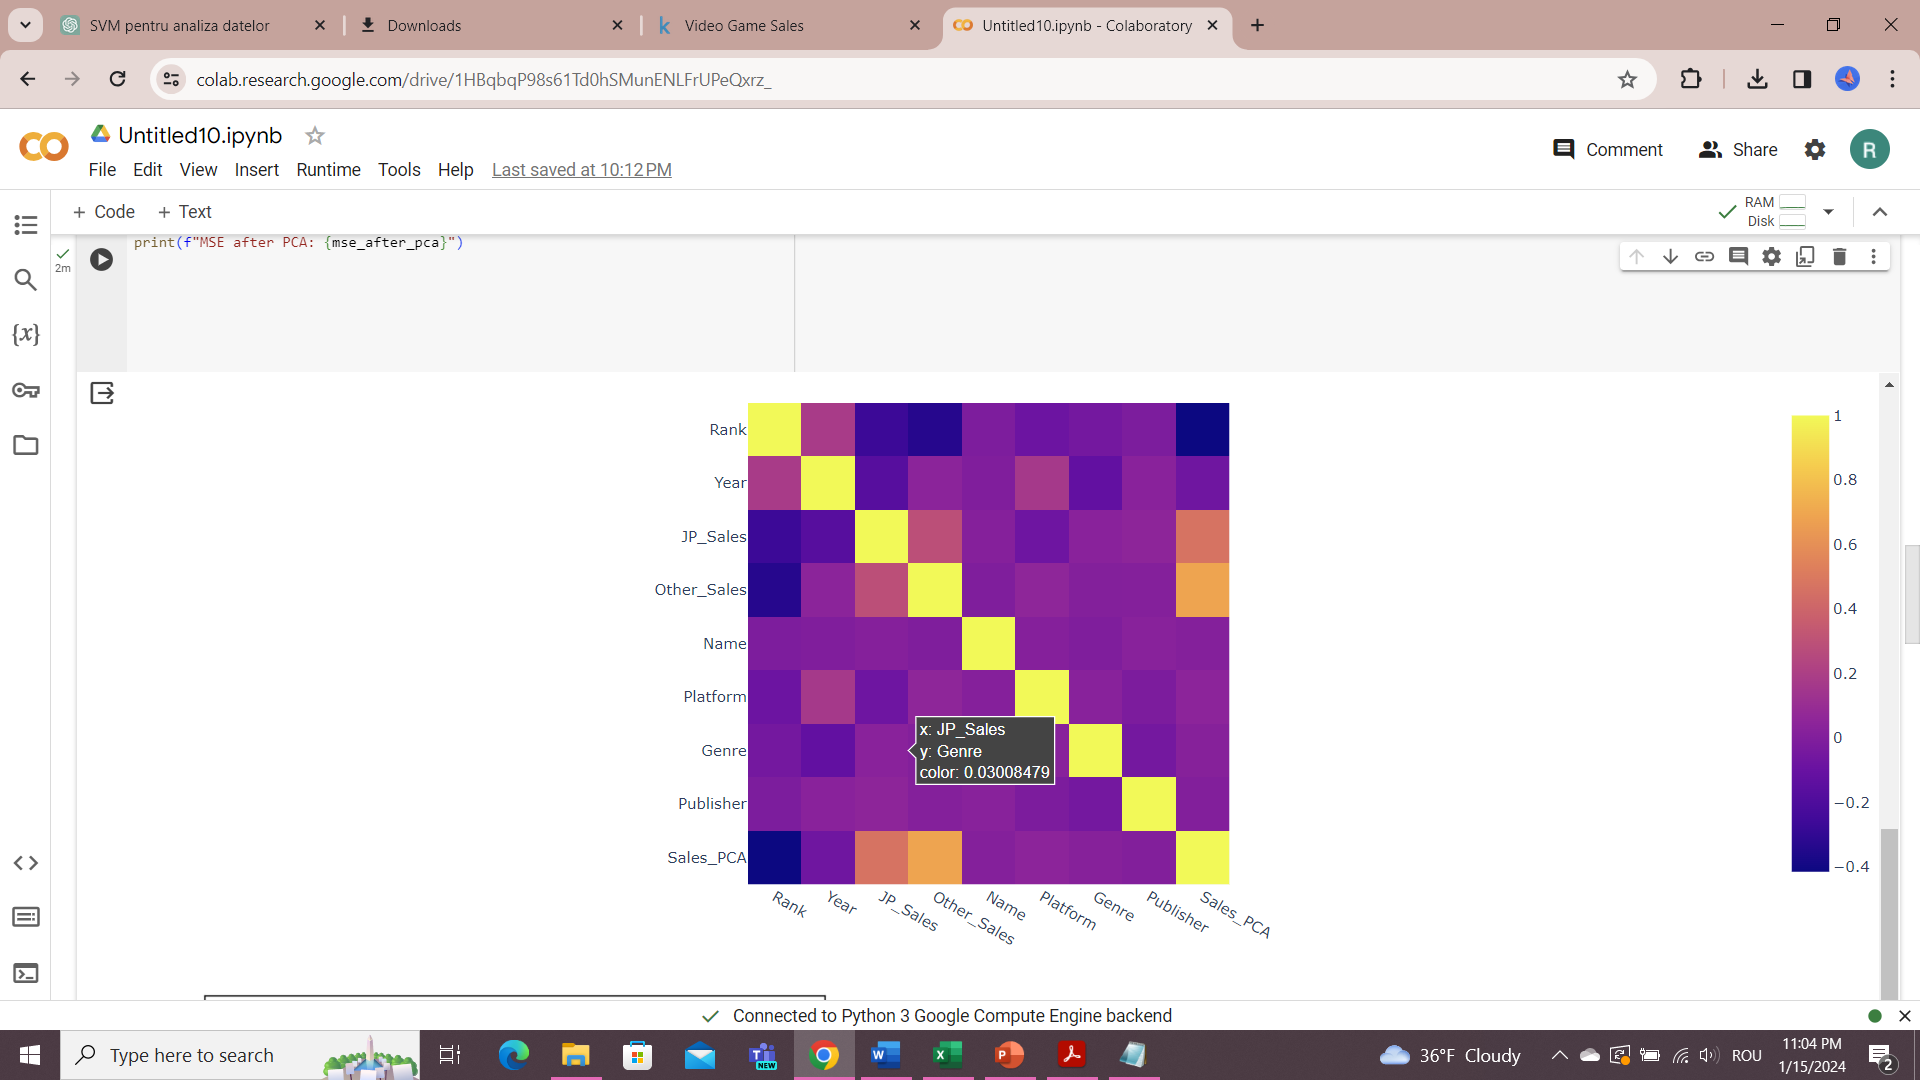 SVM pentru analiza datelor
Downloads
Video Game Sales
Untitled10.ipynb - Colaboratory
colab.research.google.com/drive/1HBqbqP98s61Td0hSMunENLFrUPeQxrz_
Untitled10.ipynb
Comment
Share
R
File Edit View Insert Runtime Tools Help Last saved at 10:12 PM
+ Code + Text
RAM
Disk
2m
print(f"MSE after PCA: {mse_after_pca}")
{x}
Rank
Year
JP_Sales
Other_Sales
Name
Platform
Genre
Publisher
Sales_PCA
x: JP_Sales
y: Genre
color: 0.03008479
Rank
Year
JP_Sales
Other_Sales
Name
Platform
Genre
Publisher
Sales_PCA
1
0.8
0.6
0.4
0.2
0
−0.2
−0.4
Connected to Python 3 Google Compute Engine backend
Type here to search
NEW
36°F Cloudy
ROU
11:04 PM
1/15/2024
2